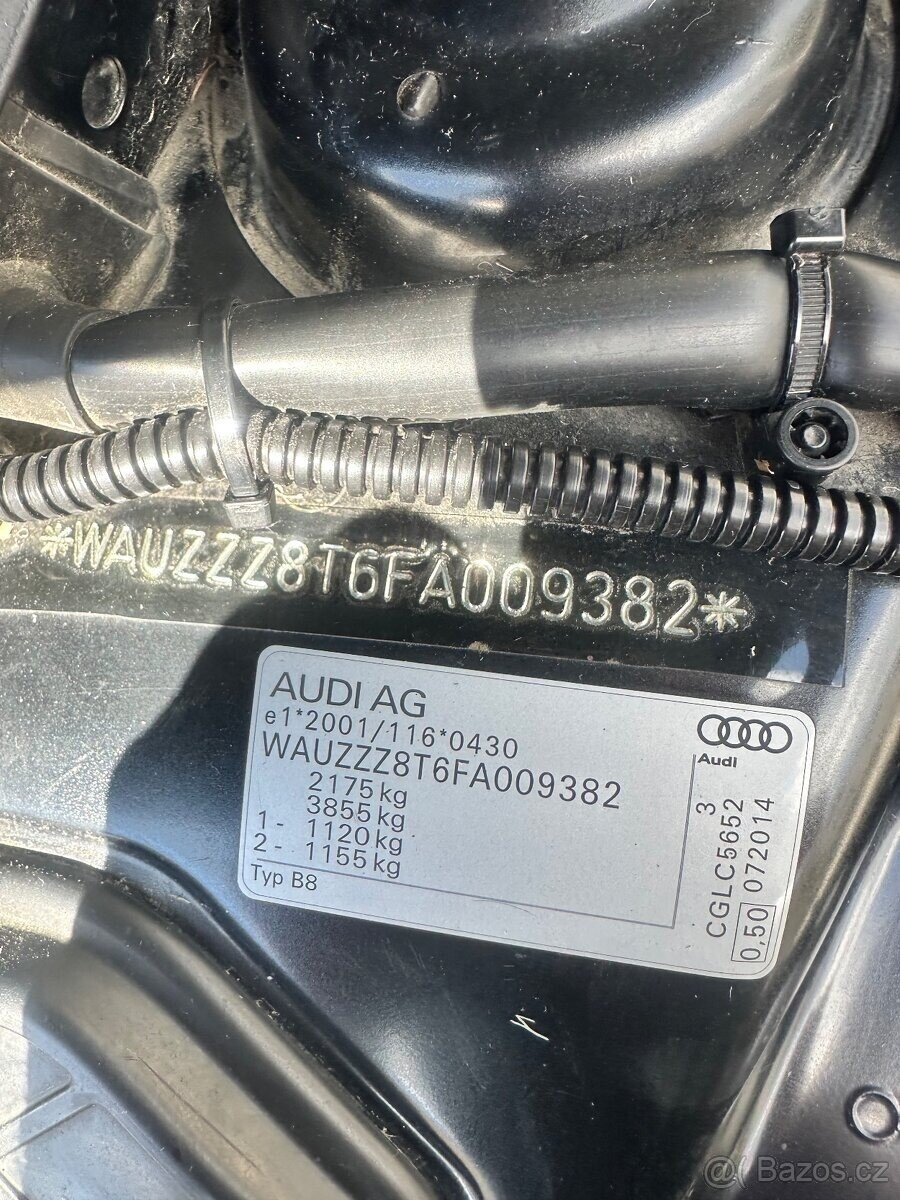 *WAUZZZ8T6FA009382*
AUDI AG
e1*2001/116*0430
WAUZZZ8T6FA009382
2175 kg
3855 kg
1 - 1120 kg
2 - 1155 kg
Typ B8
Audi
3
CGLC5652
0,50 072014
@ Bazos.cz